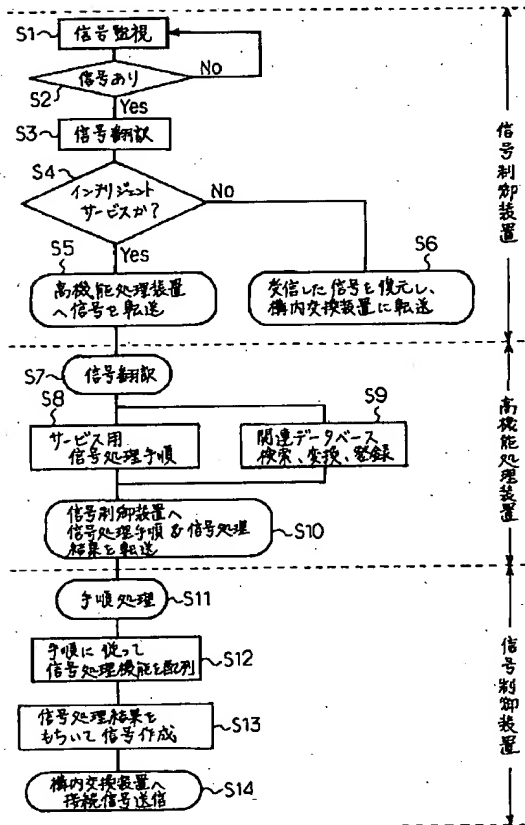 S1
信号監視
信号あり
No
S2
Yes
S3
信号翻訳
S4
インテリジェント
サービスか？
No
Yes
S5
高機能処理装置
へ信号を転送
S6
受信した信号を復元し、
構内交換装置に転送
信号制御装置
S7
信号翻訳
S8
サービス用
信号処理手順
S9
関連データベース
検索、変換、登録
信号制御装置へ
信号処理手順&信号処理
結果を転送
S10
高機能処理装置
手順処理
S11
手順に従って
信号処理機能を配列
S12
信号処理結果を
もちいて信号作成
S13
構内交換装置へ
接続信号送信
S14
信号制御装置